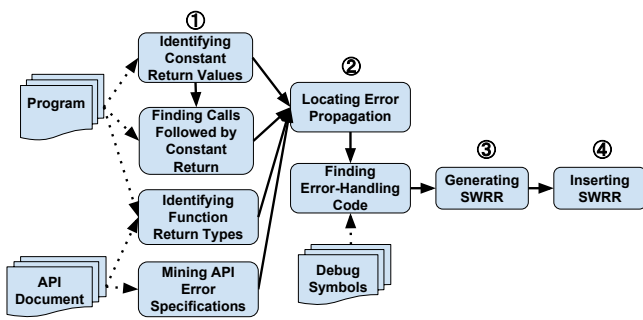 ①
Identifying
Constant
Return Values
Program
Finding Calls
Followed by
Constant
Return
Identifying
Function
Return Types
API
Document
Mining API
Error
Specifications
②
Locating Error
Propagation
Finding
Error-Handling
Code
Debug
Symbols
③
Generating
SWRR
④
Inserting
SWRR